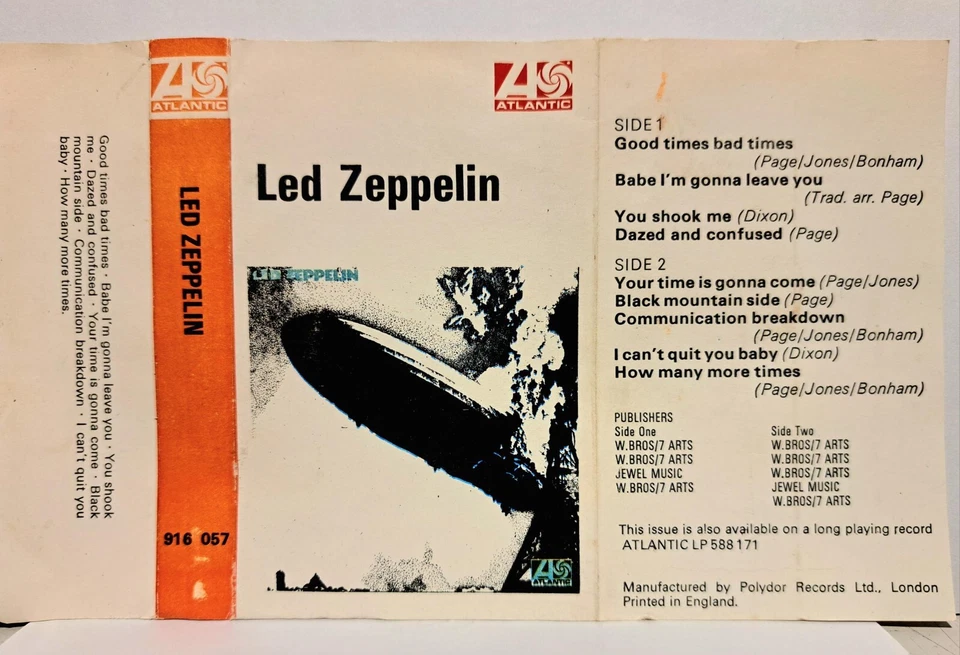 Good times bad times · Babe I'm gonna leave you · You shook
me · Dazed and confused · Your time is gonna come · Black
mountain side · Communication breakdown · I can't quit you
baby · How many more times.
ATLANTIC
LED ZEPPELIN
916 057
ATLANTIC
Led Zeppelin
LED ZEPPELIN
ATLANTIC
SIDE 1
Good times bad times
(Page/Jones/Bonham)
Babe I'm gonna leave you
(Trad. arr. Page)
You shook me (Dixon)
Dazed and confused (Page)
SIDE 2
Your time is gonna come (Page/Jones)
Black mountain side (Page)
Communication breakdown
(Page/Jones/Bonham)
I can't quit you baby (Dixon)
How many more times
(Page/Jones/Bonham)
PUBLISHERS
Side One
W.BROS/7 ARTS
W.BROS/7 ARTS
JEWEL MUSIC
W.BROS/7 ARTS
Side Two
W.BROS/7 ARTS
W.BROS/7 ARTS
W.BROS/7 ARTS
JEWEL MUSIC
W.BROS/7 ARTS
This issue is also available on a long playing record
ATLANTIC LP 588 171
Manufactured by Polydor Records Ltd., London
Printed in England.